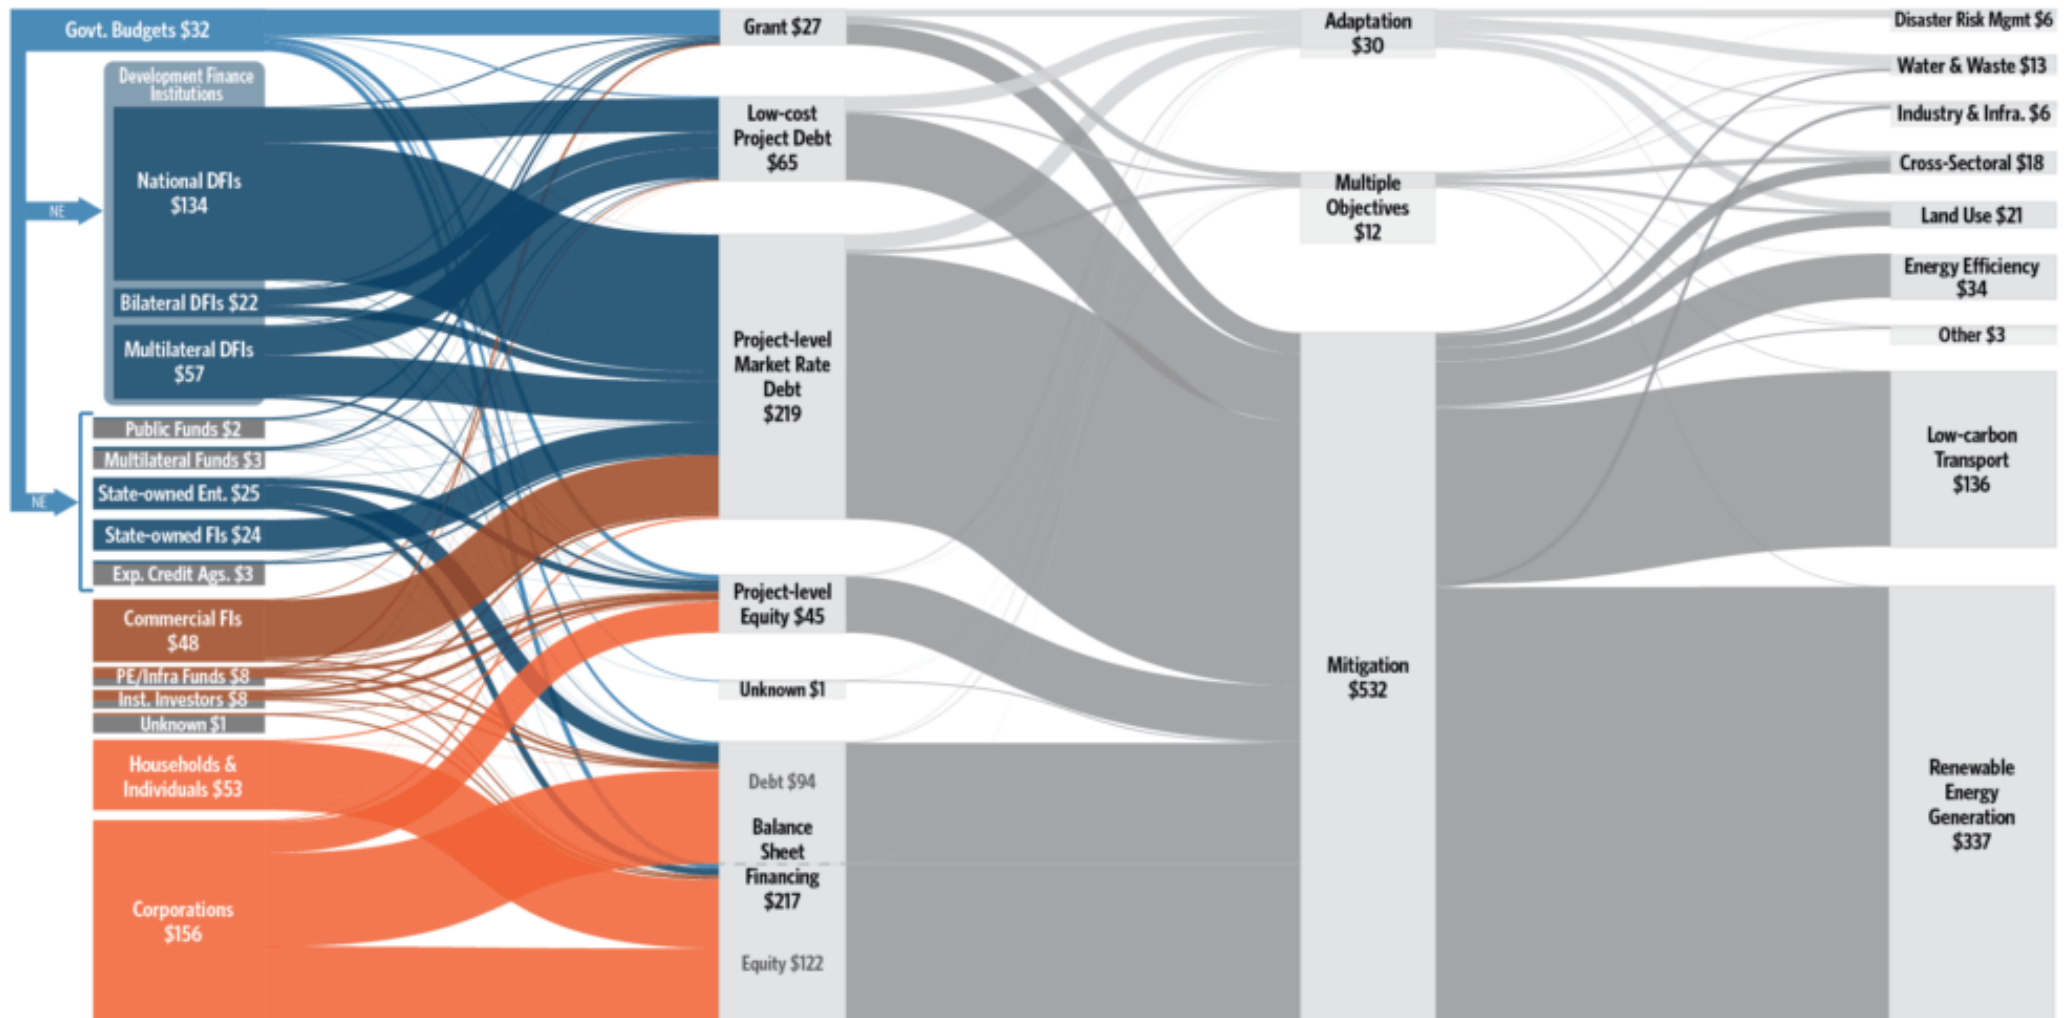 Govt. Budgets $32
Development Finance
Institutions
National DFIs
$134
NE
Bilateral DFIs $22
Multilateral DFIs
$57
Public Funds $2
Multilateral Funds $3
State-owned Ent. $25
NE
State-owned FIs $24
Exp. Credit Ags. $3
Commercial FIs
$48
PE/Infra Funds $8
Inst. Investors $8
Unknown $1
Households &
Individuals $53
Corporations
$156
Grant $27
Low-cost
Project Debt
$65
Project-level
Market Rate
Debt
$219
Project-level
Equity $45
Unknown $1
Debt $94
Balance
Sheet
Financing
$217
Equity $122
Adaptation
$30
Multiple
Objectives
$12
Mitigation
$532
Disaster Risk Mgmt $6
Water & Waste $13
Industry & Infra. $6
Cross-Sectoral $18
Land Use $21
Energy Efficiency
$34
Other $3
Low-carbon
Transport
$136
Renewable
Energy
Generation
$337